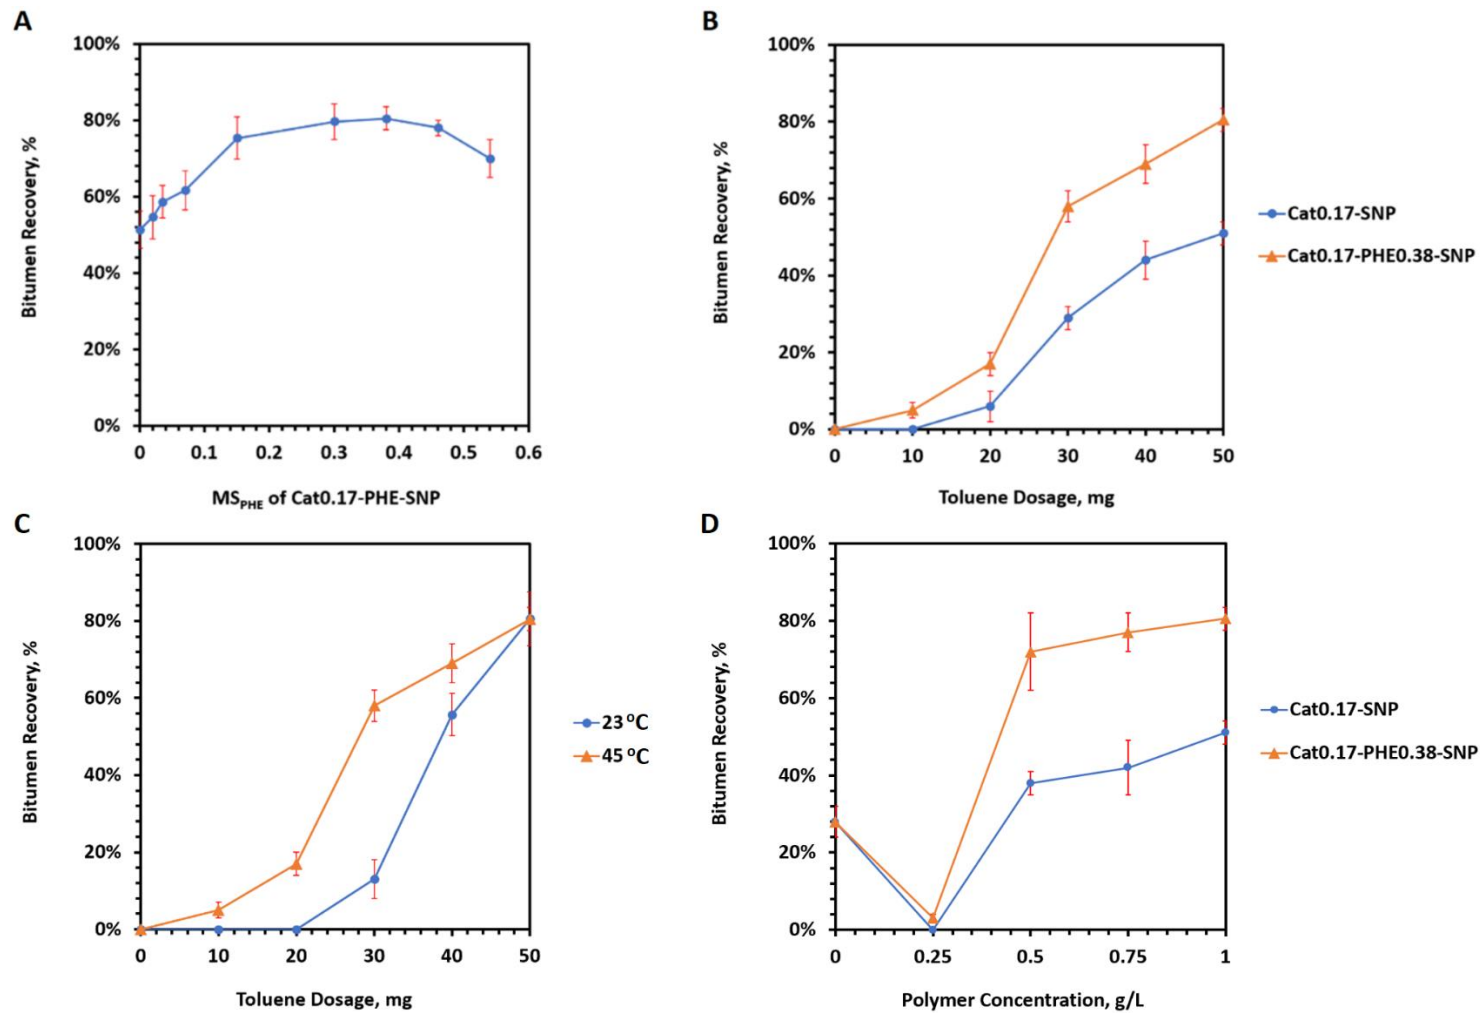 A
100%
80%
60%
40%
20%
0%
Bitumen Recovery, %
0 0.1 0.2 0.3 0.4 0.5 0.6
MSPHE of Cat0.17-PHE-SNP
B
100%
80%
60%
40%
20%
0%
Bitumen Recovery, %
0 10 20 30 40 50
Toluene Dosage, mg
Cat0.17-SNP
Cat0.17-PHE0.38-SNP
C
100%
80%
60%
40%
20%
0%
Bitumen Recovery, %
0 10 20 30 40 50
Toluene Dosage, mg
23 °C
45 °C
D
100%
80%
60%
40%
20%
0%
Bitumen Recovery, %
0 0.25 0.5 0.75 1
Polymer Concentration, g/L
Cat0.17-SNP
Cat0.17-PHE0.38-SNP